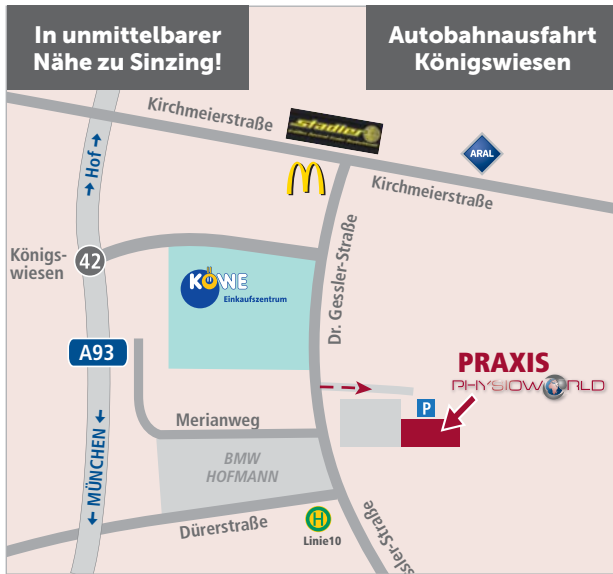 In unmittelbarer
Nähe zu Sinzing!
Autobahnausfahrt
Königswiesen
Kirchmeierstraße
stadler
ARAL
Kirchmeierstraße
Hof
Königs-
wiesen
42
KÖWE
Einkaufszentrum
Dr. Gessler-Straße
A93
PRAXIS
PHYSIOWORLD
P
Merianweg
BMW
HOFMANN
MÜNCHEN
Dürerstraße
H
Linie10
ssler-Straße